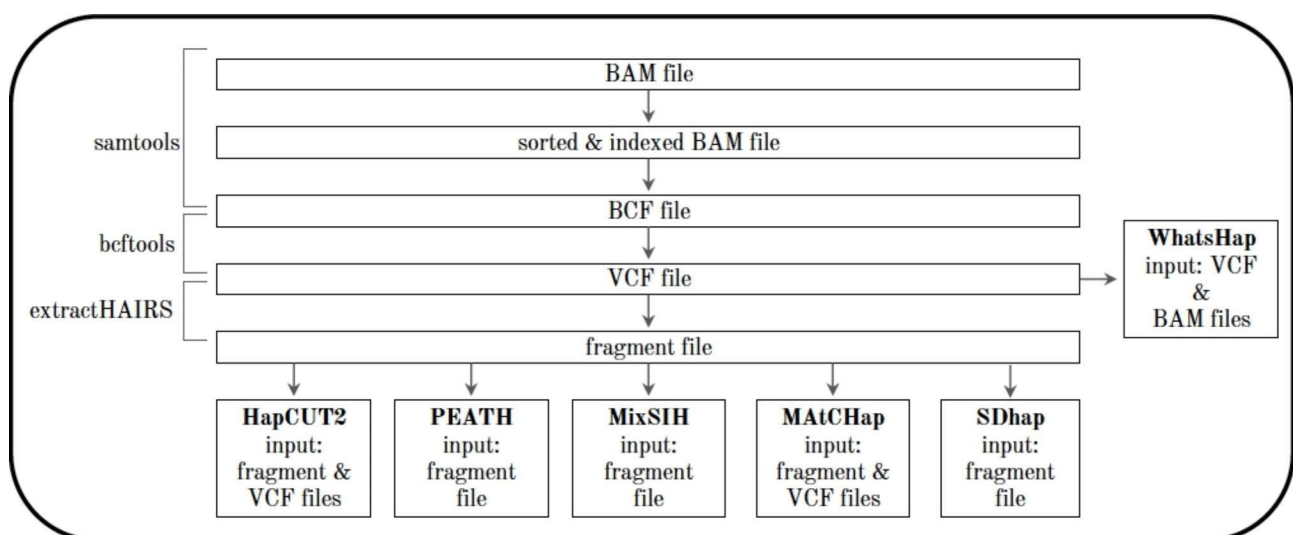 BAM file
samtools
sorted & indexed BAM file
BCF file
bcftools
VCF file
WhatsHap
input: VCF
&
BAM files
extractHAIRS
fragment file
HapCUT2
input:
fragment &
VCF files
PEATH
input:
fragment
file
MixSIH
input:
fragment
file
MAtCHap
input:
fragment &
VCF files
SDhap
input:
fragment
file